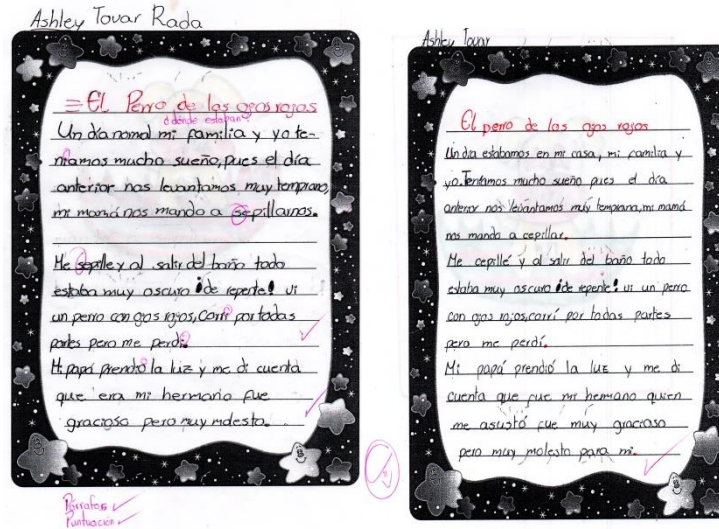 Ashley Tovar Rada
El Perro de los ojos rojos
¿dónde estaban?
Un día normal mi familia y yo te-
níamos mucho sueño, pues el día
anterior nos levantamos muy temprano,
mi mamá nos mando a sepillarnos.
Me sepille y al salir del baño todo
estaba muy oscuro ¡de repente! vi
un perro con ojos rojos, corrí por todas
partes pero me perdí.
Mi papá prendió la luz y me di cuenta
que era mi hermano fue
gracioso pero muy molesto.
Párrafos ✓
Puntuación ✓
Ashley Tovar
El perro de los ojos rojos
Un día estabamos en mi casa, mi familia y
yo. Teníamos mucho sueño pues el día
anterior nos levantamos muy temprano, mi mamá
nos mando a cepillar.
Me cepillé y al salir del baño todo
estaba muy oscuro ¡de repente! vi un perro
con ojos rojos, corrí por todas partes
pero me perdí.
Mi papá prendió la luz y me di
cuenta que fue mi hermano quien
me asustó fue muy gracioso
pero muy molesto para mi.